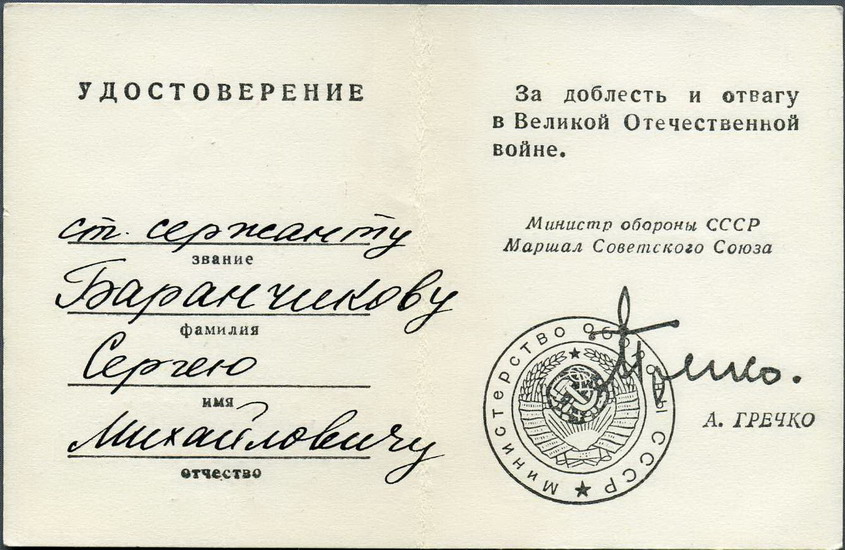 УДОСТОВЕРЕНИЕ
ст. сержанту
звание
Баранчикову
фамилия
Сергею
имя
Михайловичу
отчество
За доблесть и отвагу
в Великой Отечественной
войне.
Министр обороны СССР
Маршал Советского Союза
Министерство Обороны СССР
Гречко.
А. ГРЕЧКО